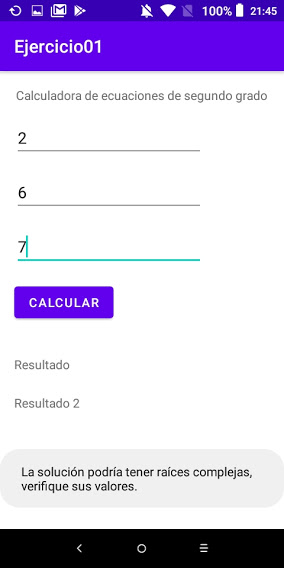 100% 21:45
Ejercicio01
Calculadora de ecuaciones de segundo grado
2
6
7
CALCULAR
Resultado
Resultado 2
La solución podría tener raíces complejas,
verifique sus valores.